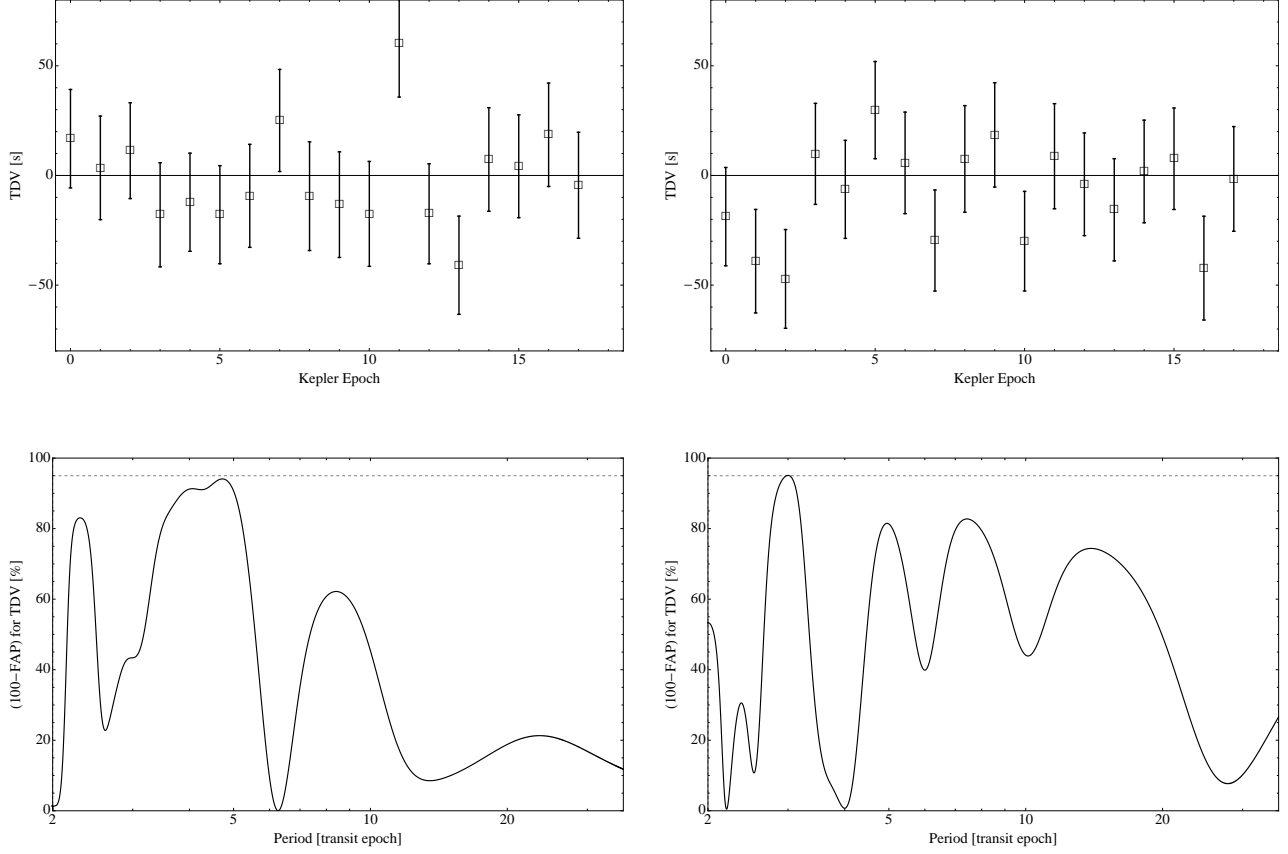 50
0
−50
TDV [s]
0 5 10 15
Kepler Epoch
50
0
−50
TDV [s]
0 5 10 15
Kepler Epoch
100
80
60
40
20
0
(100−FAP) for TDV [%]
2 5 10 20
Period [transit epoch]
100
80
60
40
20
0
(100−FAP) for TDV [%]
2 5 10 20
Period [transit epoch]